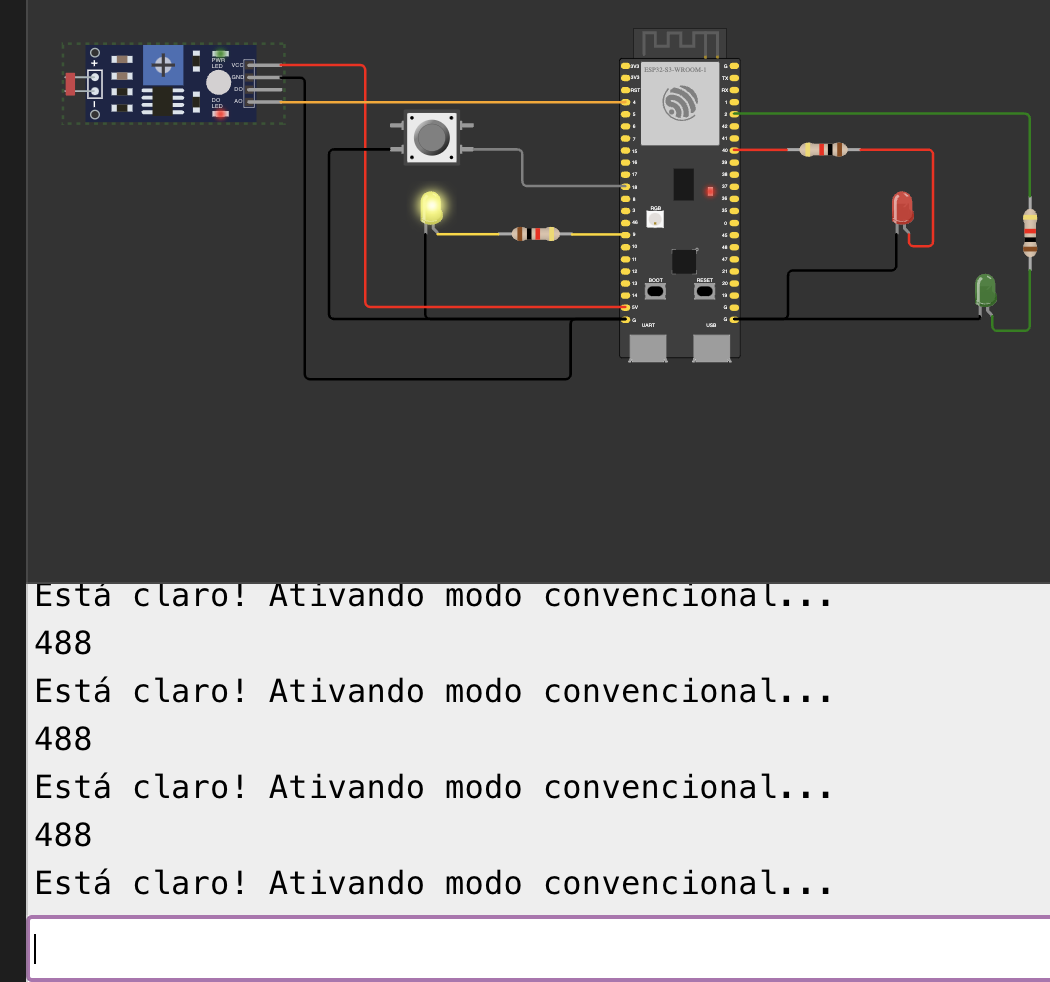 PWR
LED
VCC
GND
DO
DO
LED
AO
+
ESP32-S3-WROOM-1
3V3
3V3
RST
4
5
6
7
15
16
17
18
8
3
46
9
10
11
12
13
14
5V
G
G
TX
RX
1
2
42
41
40
39
38
37
36
35
0
45
48
47
21
20
19
G
G
RGB
BOOT
RESET
UART
USB
Está claro! Ativando modo convencional...
488
Está claro! Ativando modo convencional...
488
Está claro! Ativando modo convencional...
488
Está claro! Ativando modo convencional...